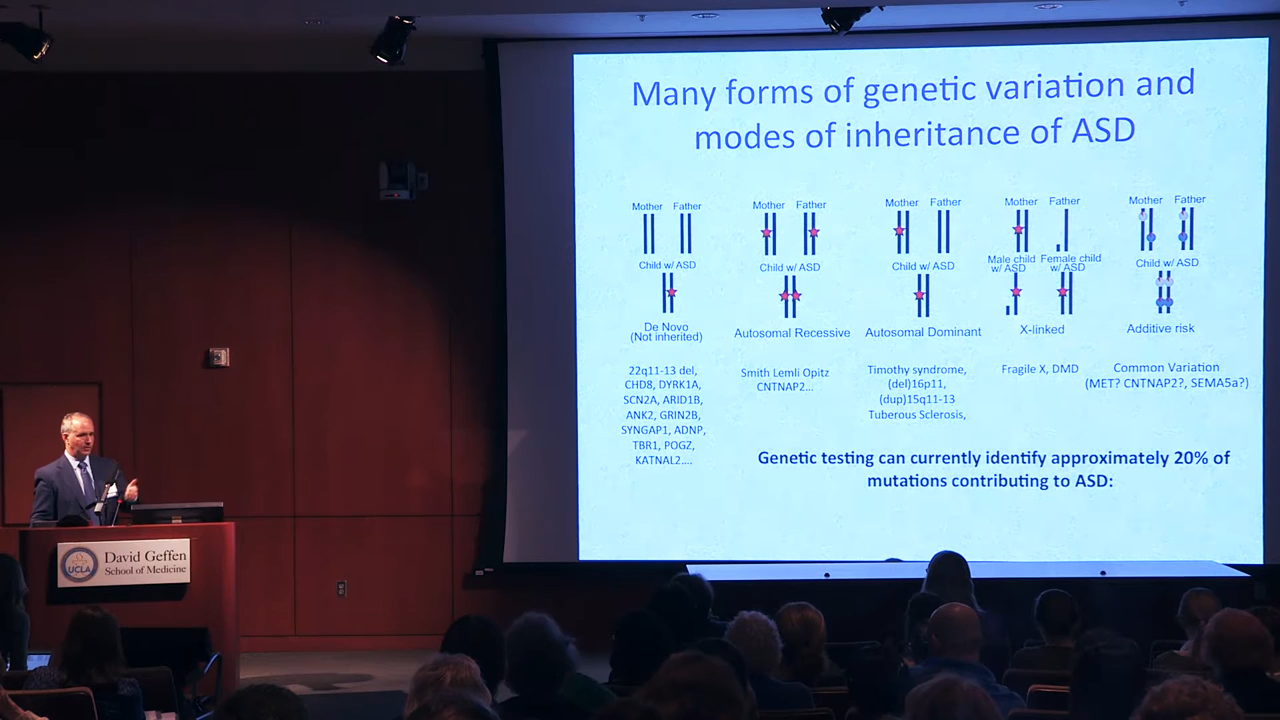 Many forms of genetic variation and
modes of inheritance of ASD
Mother Father
Child w/ ASD
De Novo
(Not inherited)
22q11-13 del,
CHD8, DYRK1A,
SCN2A, ARID1B,
ANK2, GRIN2B,
SYNGAP1, ADNP,
TBR1, POGZ,
KATNAL2....
Mother Father
Child w/ ASD
Autosomal Recessive
Smith Lemli Opitz
CNTNAP2...
Mother Father
Child w/ ASD
Autosomal Dominant
Timothy syndrome,
(del)16p11,
(dup)15q11-13
Tuberous Sclerosis,
Mother Father
Male child Female child
w/ ASD w/ ASD
X-linked
Fragile X, DMD
Mother Father
Child w/ ASD
Additive risk
Common Variation
(MET? CNTNAP2?, SEMA5a?)
Genetic testing can currently identify approximately 20% of
mutations contributing to ASD:
UCLA
David Geffen
School of Medicine